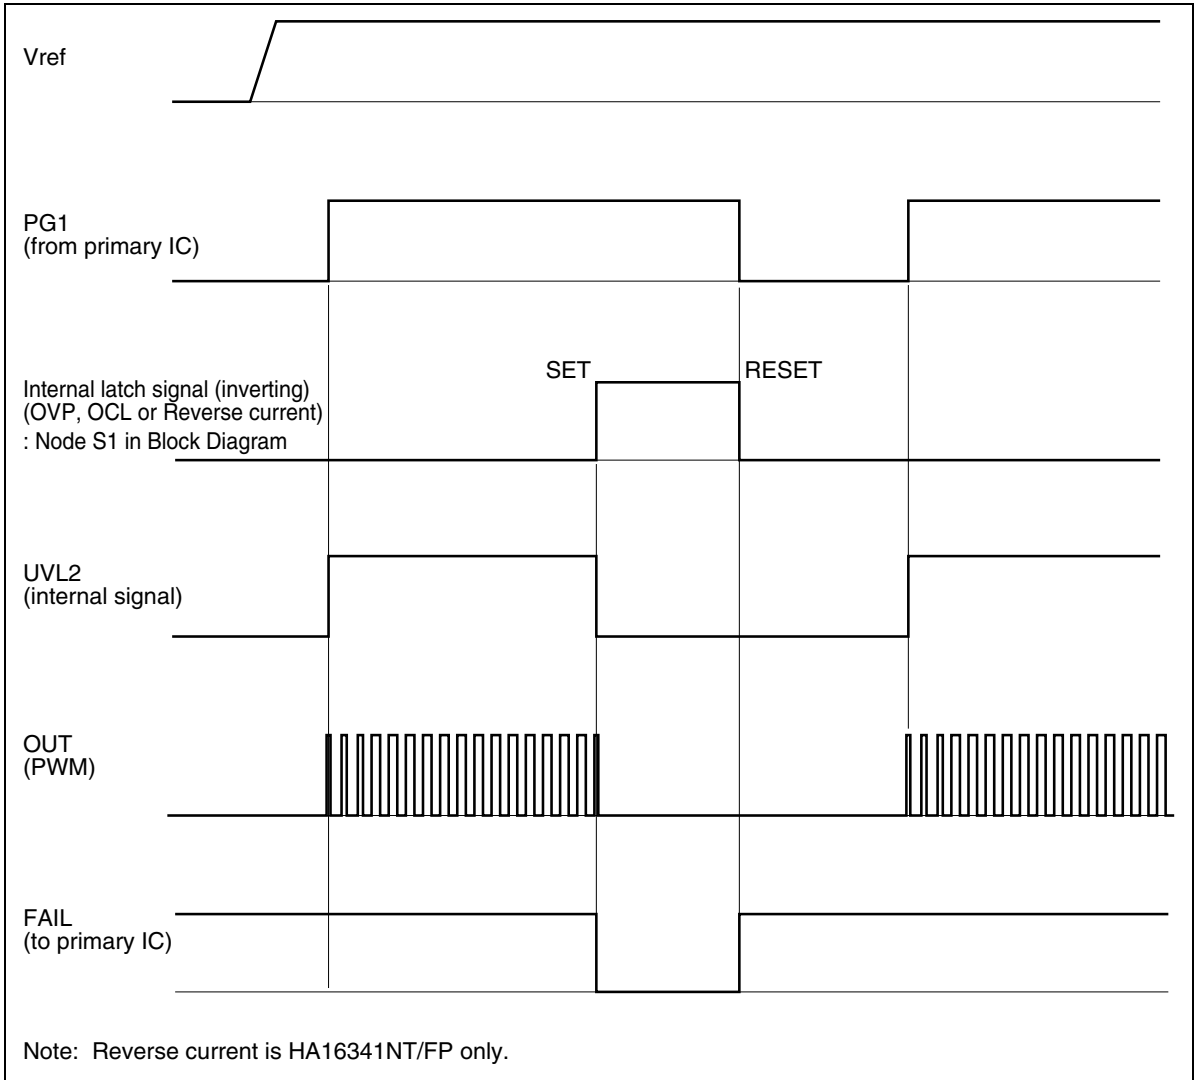 Vref
PG1
(from primary IC)
SET
RESET
Internal latch signal (inverting)
(OVP, OCL or Reverse current)
: Node S1 in Block Diagram
UVL2
(internal signal)
OUT
(PWM)
FAIL
(to primary IC)
Note: Reverse current is HA16341NT/FP only.